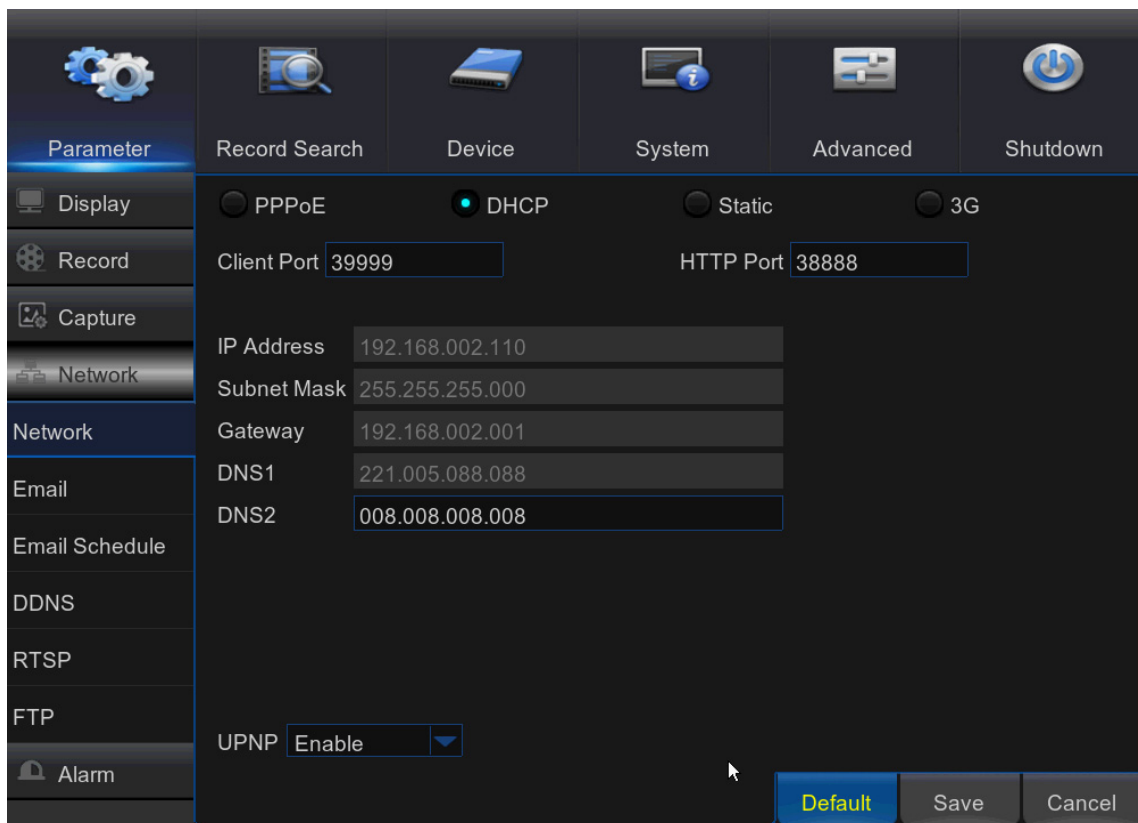 Parameter
Record Search
Device
System
Advanced
Shutdown
Display
Record
Capture
Network
Network
Email
Email Schedule
DDNS
RTSP
FTP
Alarm
PPPoE DHCP Static 3G
Client Port 39999 HTTP Port 38888
IP Address 192.168.002.110
Subnet Mask 255.255.255.000
Gateway 192.168.002.001
DNS1 221.005.088.088
DNS2 008.008.008.008
UPNP Enable
Default Save Cancel